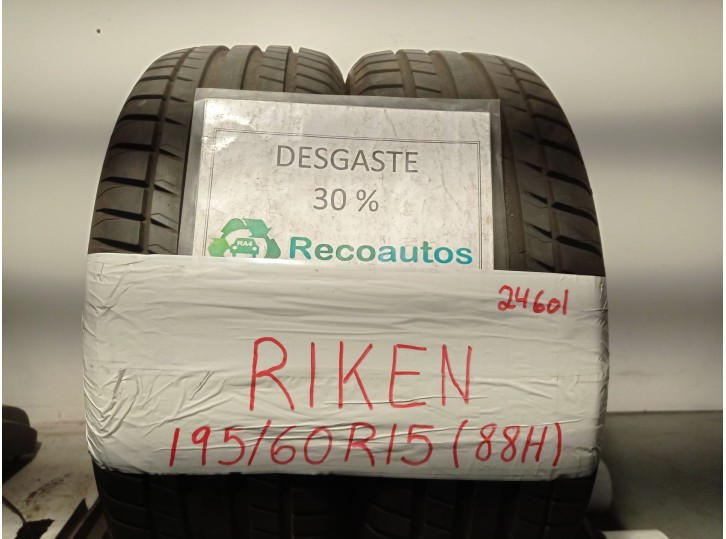 DESGASTE
30 %
RA4
Recoautos
24601
RIKEN
195/60R15 (88H)